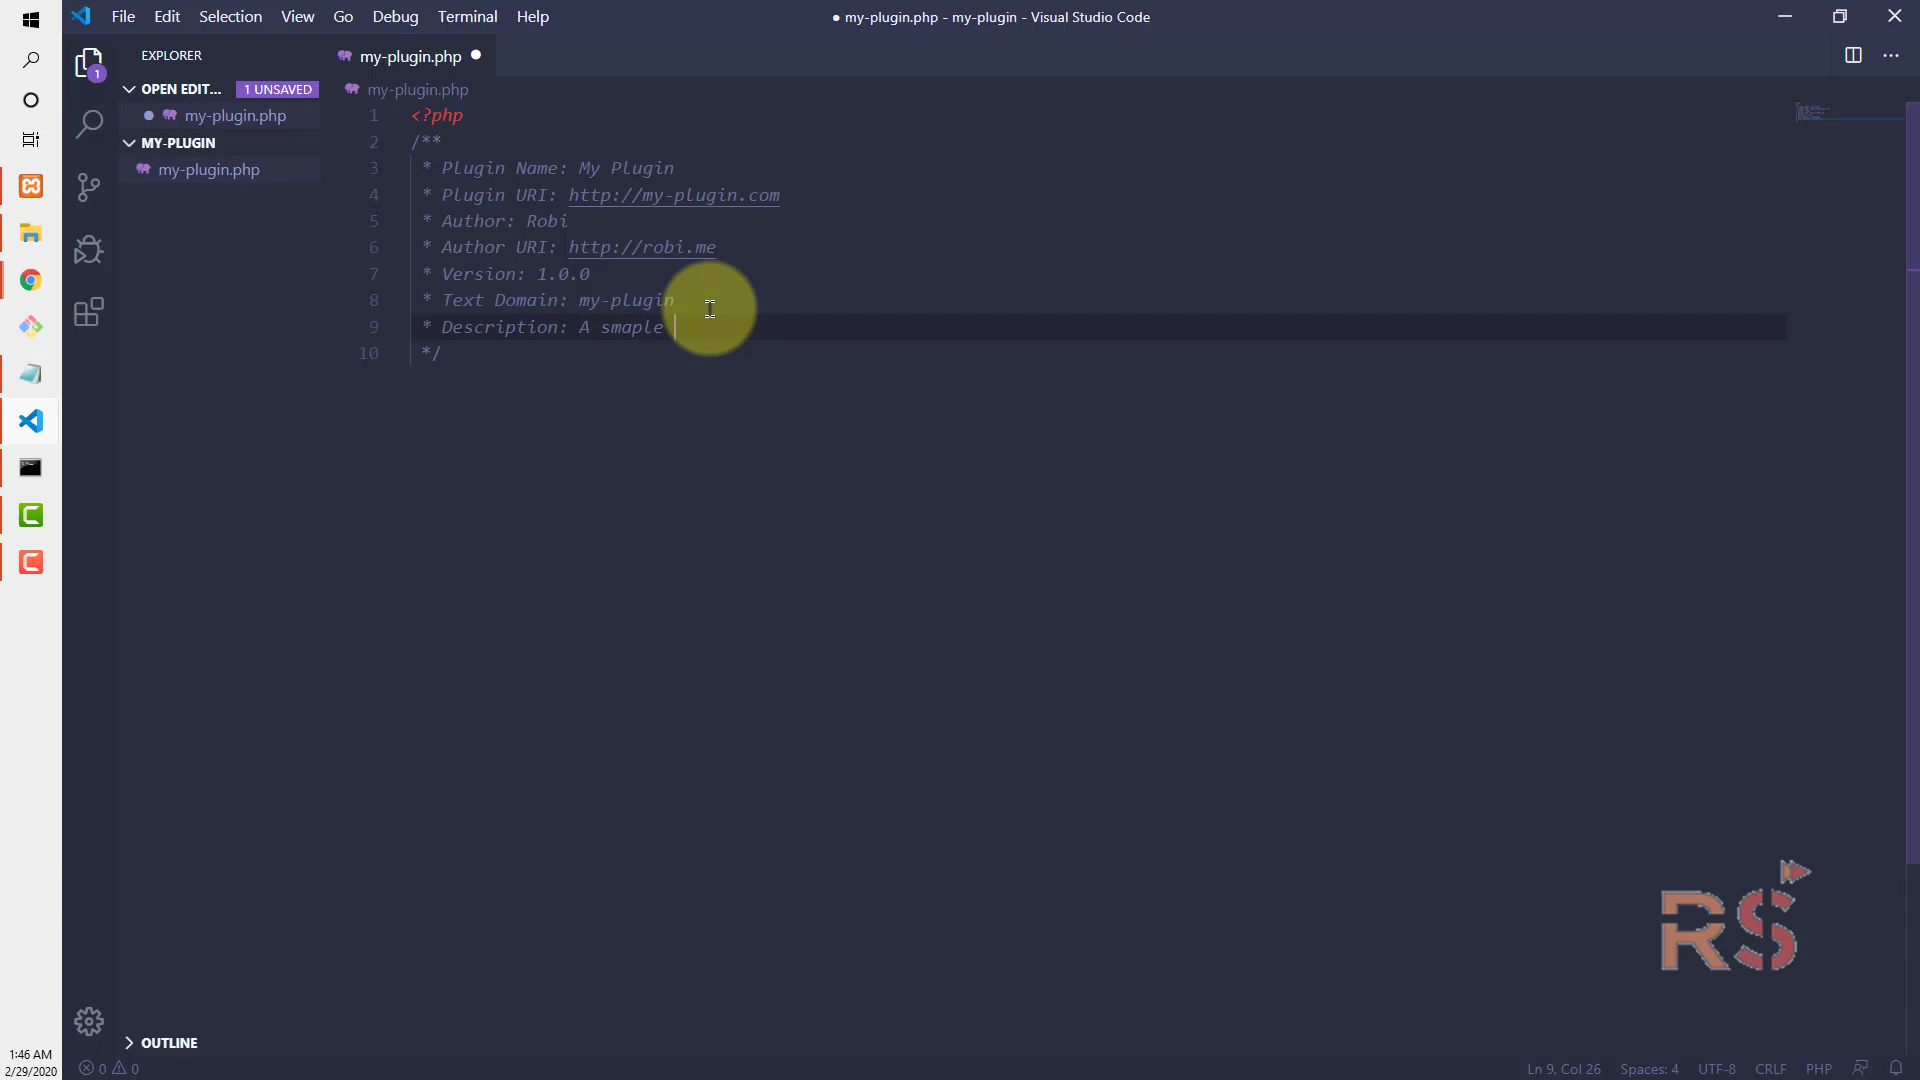 File Edit Selection View Go Debug Terminal Help
● my-plugin.php - my-plugin - Visual Studio Code
EXPLORER
1
OPEN EDIT... 1 UNSAVED
my-plugin.php
MY-PLUGIN
my-plugin.php
OUTLINE
my-plugin.php
my-plugin.php
1 <?php
2 /**
3 * Plugin Name: My Plugin
4 * Plugin URI: http://my-plugin.com
5 * Author: Robi
6 * Author URI: http://robi.me
7 * Version: 1.0.0
8 * Text Domain: my-plugin
9 * Description: A smaple
10 */
RS
1:46 AM
2/29/2020
0 0
Ln 9, Col 26 Spaces: 4 UTF-8 CRLF PHP